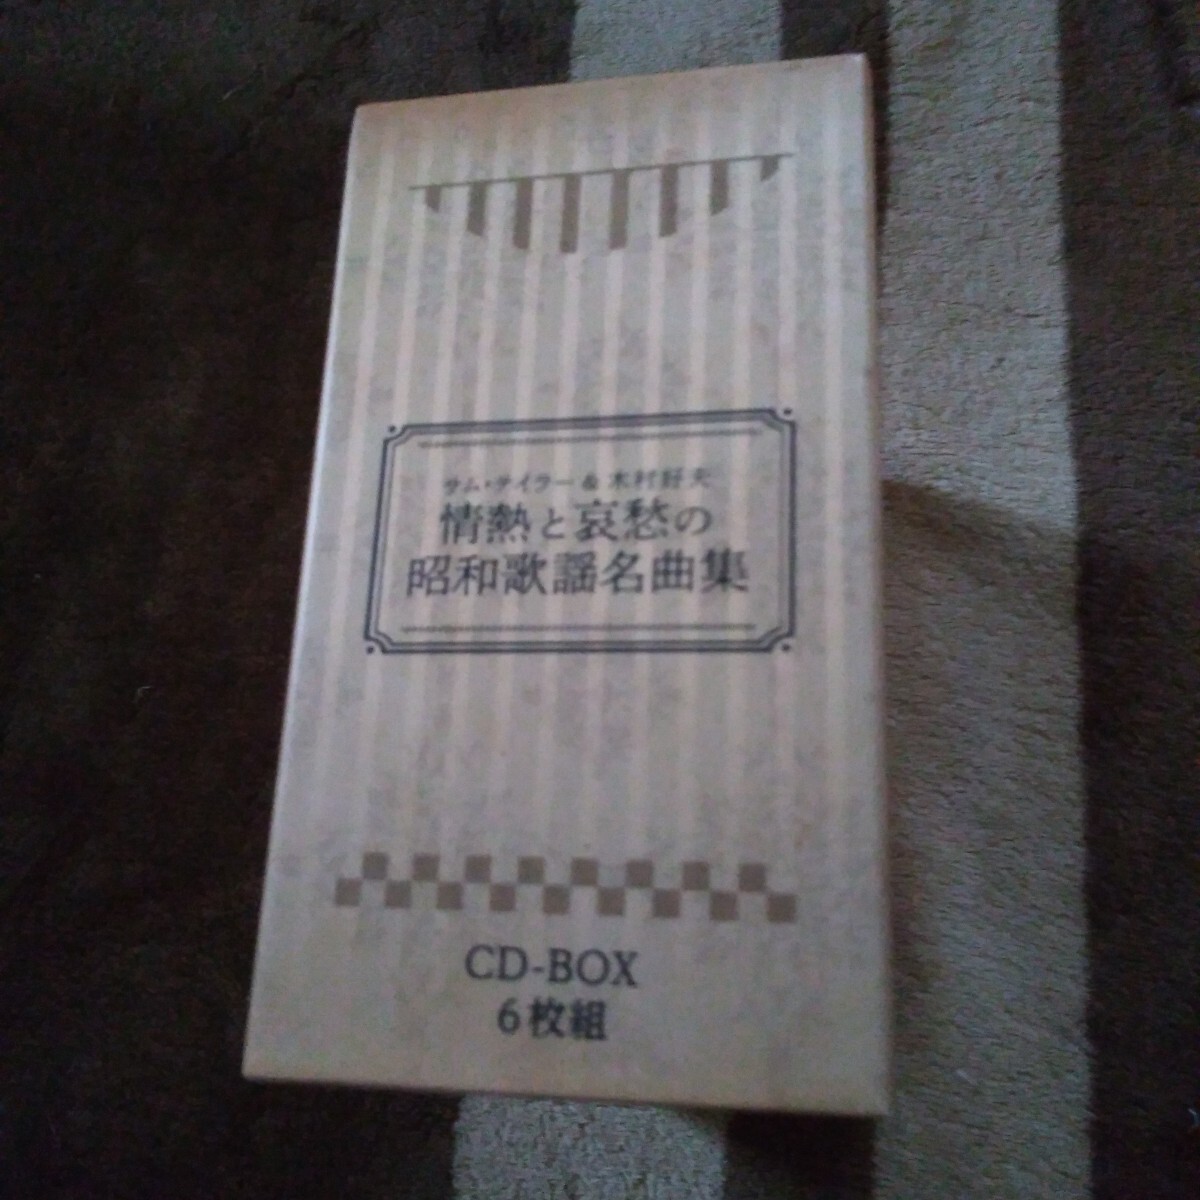 サム・テイラー & 木村好夫
情熱と哀愁の
昭和歌謡名曲集
CD-BOX
6枚組